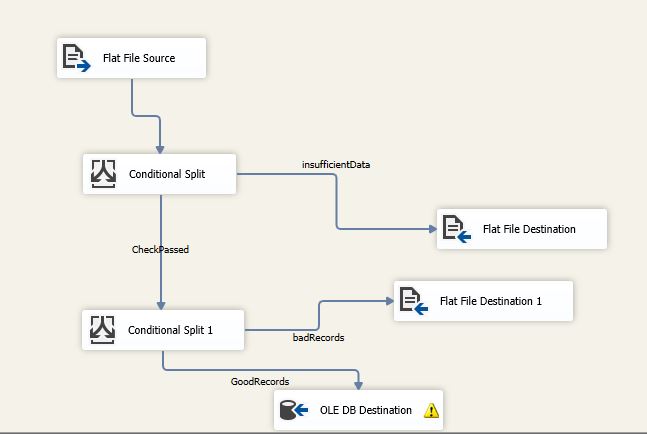 Flat File Source
Conditional Split
insufficientData
Flat File Destination
CheckPassed
Flat File Destination 1
Conditional Split 1
badRecords
GoodRecords
OLE DB Destination